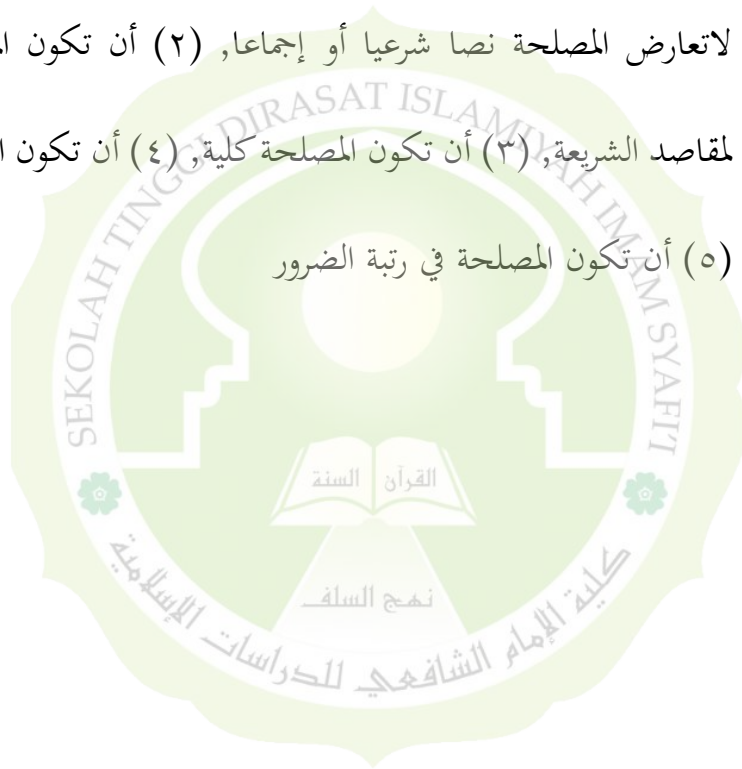 لاتعارض المصلحة نصا شرعيا أو إجماعا, (٢) أن تكون
لمقاصد الشريعة, (٣) أن تكون المصلحة كلية, (٤) أن تكون
(٥) أن تكون المصلحة في رتبة الضرور
SEKOLAH TINGGI DIRASAT ISLAMIYAH IMAM SYAFI'I
القرآن السنة
نهج السلف
كلية الإمام الشافعي للدراسات الإسلامية